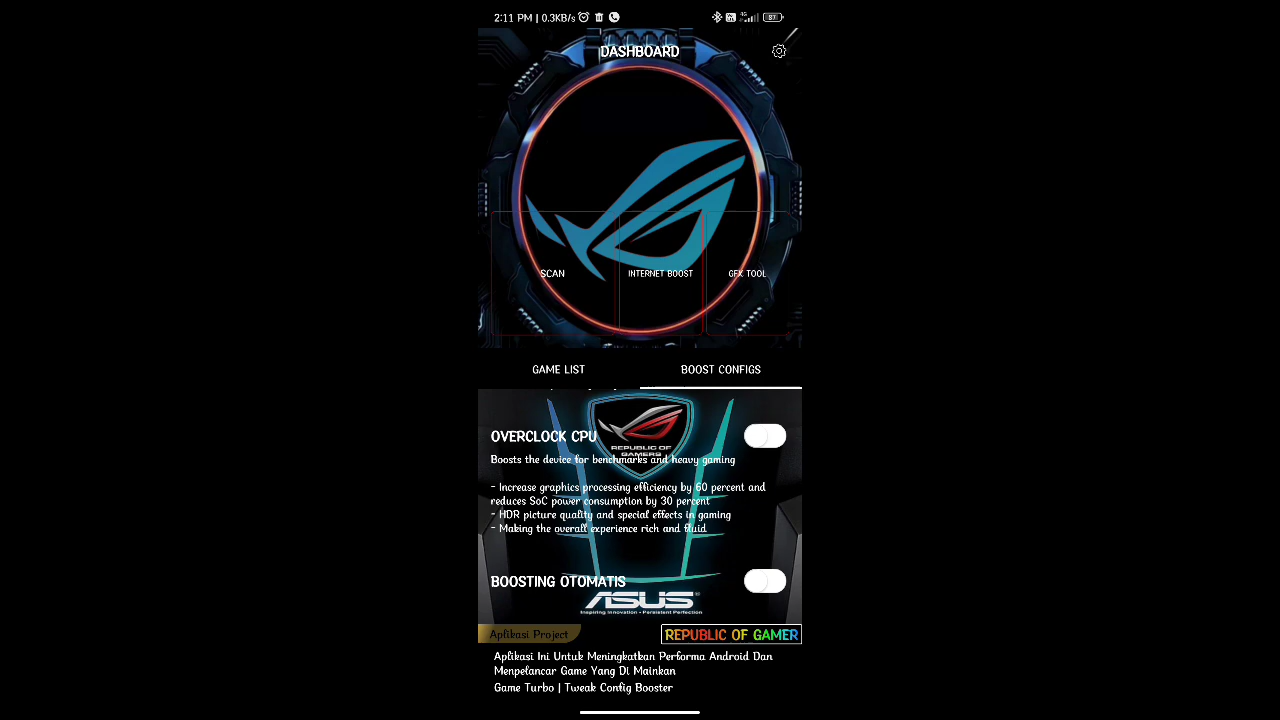 2:11 PM | 0.3KB/s
4G
87
DASHBOARD
SCAN
INTERNET BOOST
GFX TOOL
GAME LIST
BOOST CONFIGS
REPUBLIC OF
GAMERS
OVERCLOCK CPU
Boosts the device for benchmarks and heavy gaming
- Increase graphics processing efficiency by 60 percent and
reduces SoC power consumption by 30 percent
- HDR picture quality and special effects in gaming
- Making the overall experience rich and fluid
BOOSTING OTOMATIS
ASUS
Inspiring Innovation • Persistent Perfection
Aplikasi Project
REPUBLIC OF GAMER
Aplikasi Ini Untuk Meningkatkan Performa Android Dan
Menpelancar Game Yang Di Mainkan
Game Turbo | Tweak Config Booster